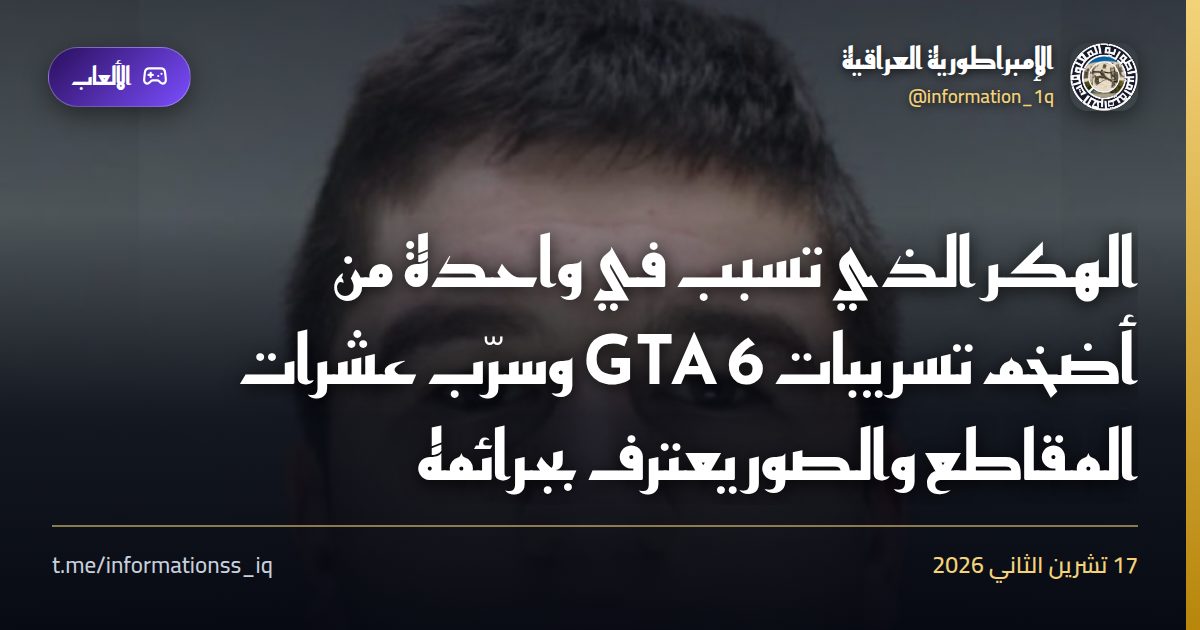 الإمبراطورية العراقية
@information_1q
الألعاب
الهكر الذي تسبب في واحدة من
أضخم تسريبات GTA 6 وسرّب عشرات
المقاطع والصور يعترف بجرائمه
17 تشرين الثاني 2026
t.me/informationss_iq